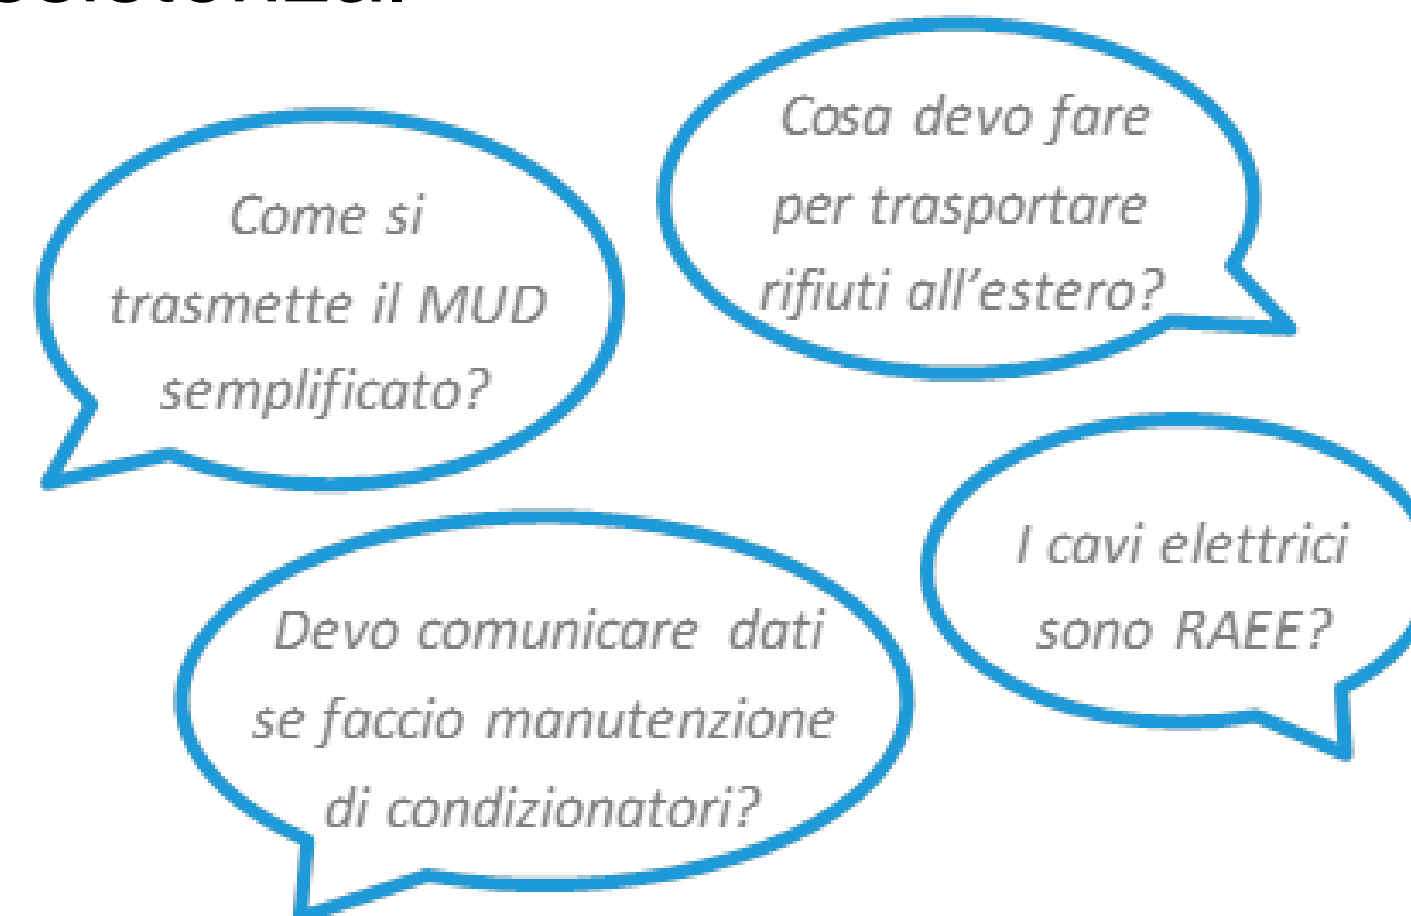 Come si
trasmette il MUD
semplificato?
Cosa devo fare
per trasportare
rifiuti all’estero?
Devo comunicare dati
se faccio manutenzione
di condizionatori?
I cavi elettrici
sono RAEE?